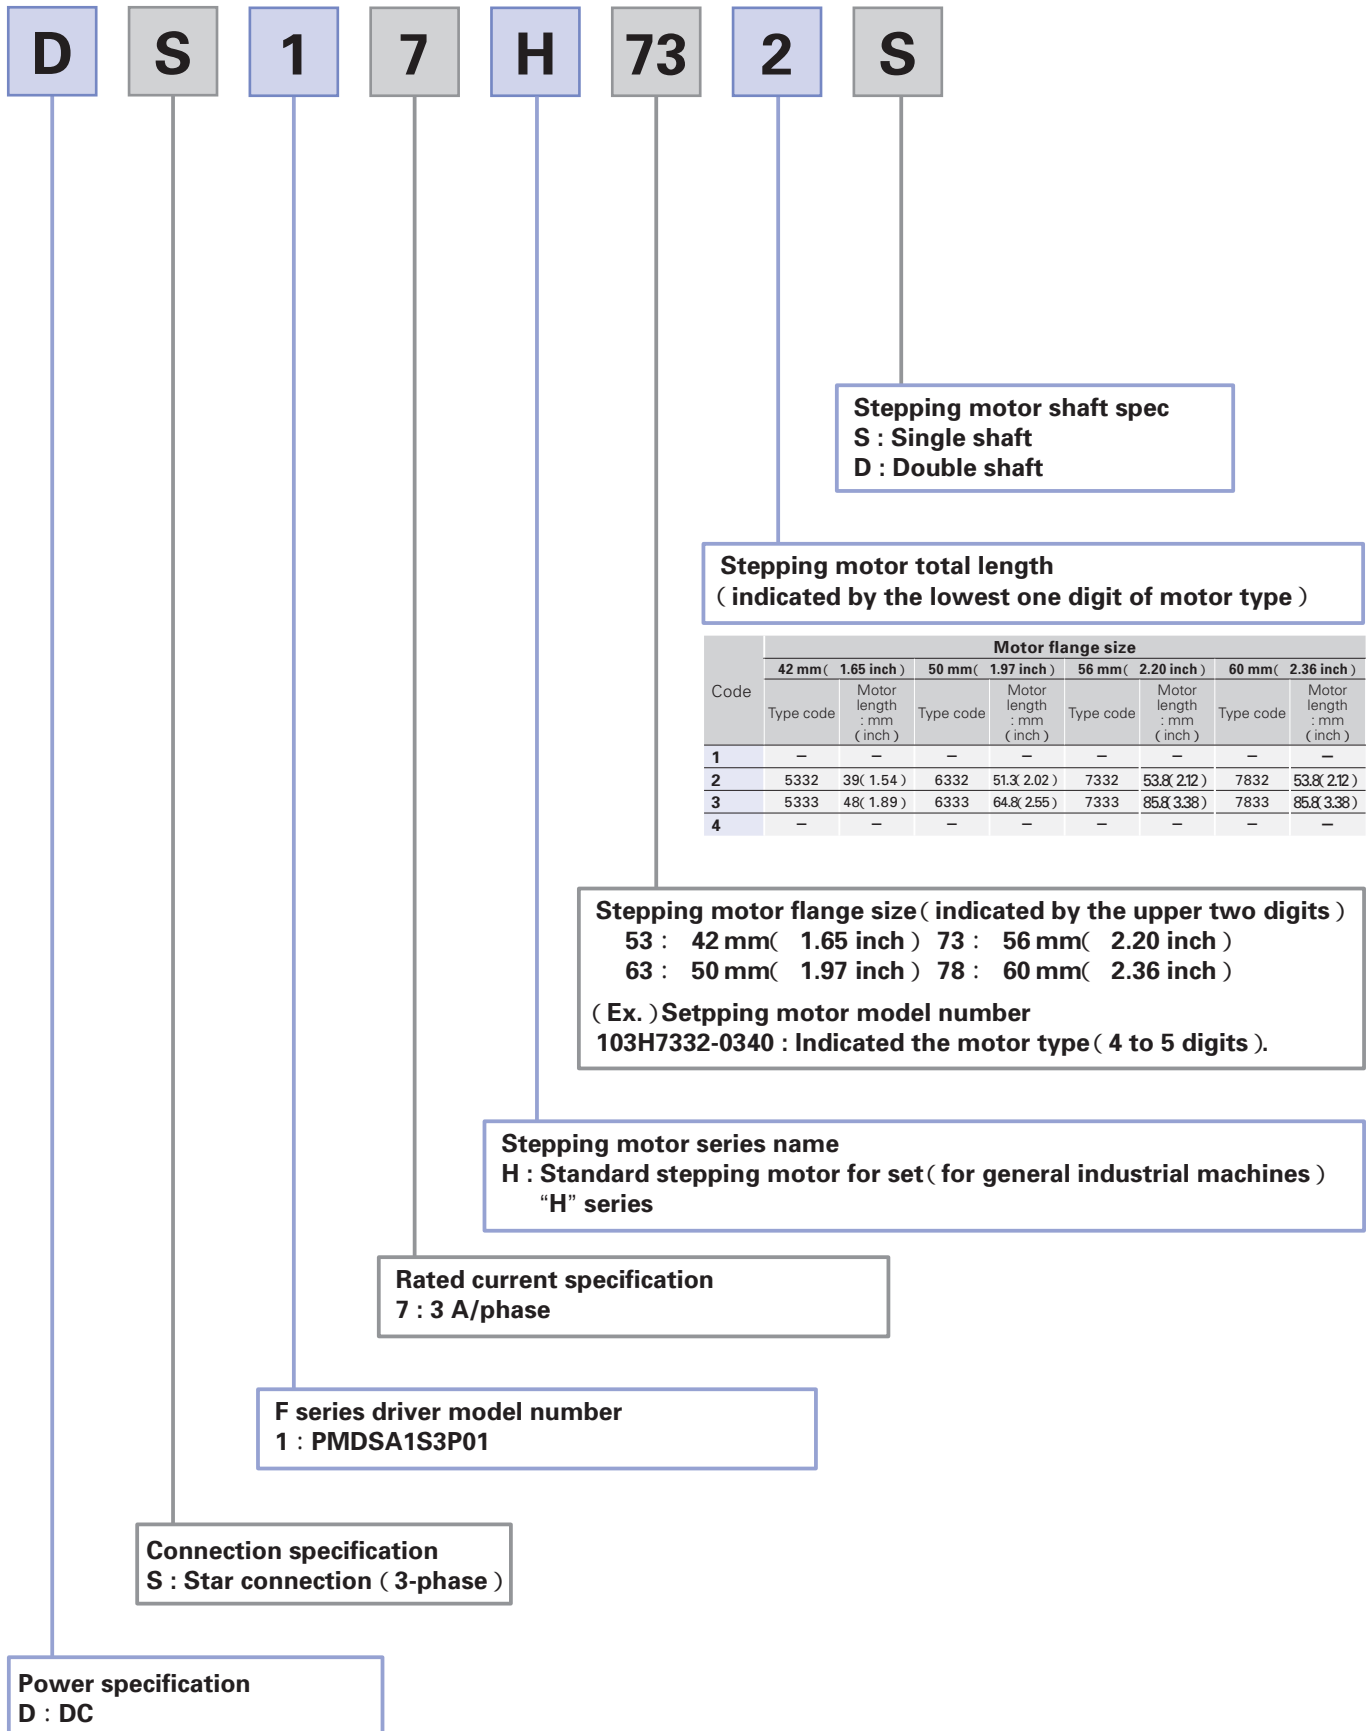 D S 1 7 H 73 2 S
Stepping motor shaft spec
S : Single shaft
D : Double shaft
Stepping motor total length
( indicated by the lowest one digit of motor type )
Motor flange size
Code 42 mm( 1.65 inch ) 50 mm( 1.97 inch ) 56 mm( 2.20 inch ) 60 mm( 2.36 inch )
Type code Motor length : mm ( inch ) Type code Motor length : mm ( inch ) Type code Motor length : mm ( inch ) Type code Motor length : mm ( inch )
1 – – – – – – – –
2 5332 39( 1.54 ) 6332 51.3( 2.02 ) 7332 53.8( 2.12 ) 7832 53.8( 2.12 )
3 5333 48( 1.89 ) 6333 64.8( 2.55 ) 7333 85.8( 3.38 ) 7833 85.8( 3.38 )
4 – – – – – – – –
Stepping motor flange size ( indicated by the upper two digits )
53 : 42 mm( 1.65 inch ) 73 : 56 mm( 2.20 inch )
63 : 50 mm( 1.97 inch ) 78 : 60 mm( 2.36 inch )
( Ex. ) Setpping motor model number
103H7332-0340 : Indicated the motor type ( 4 to 5 digits ).
Stepping motor series name
H : Standard stepping motor for set ( for general industrial machines )
“H” series
Rated current specification
7 : 3 A/phase
F series driver model number
1 : PMDSA1S3P01
Connection specification
S : Star connection ( 3-phase )
Power specification
D : DC